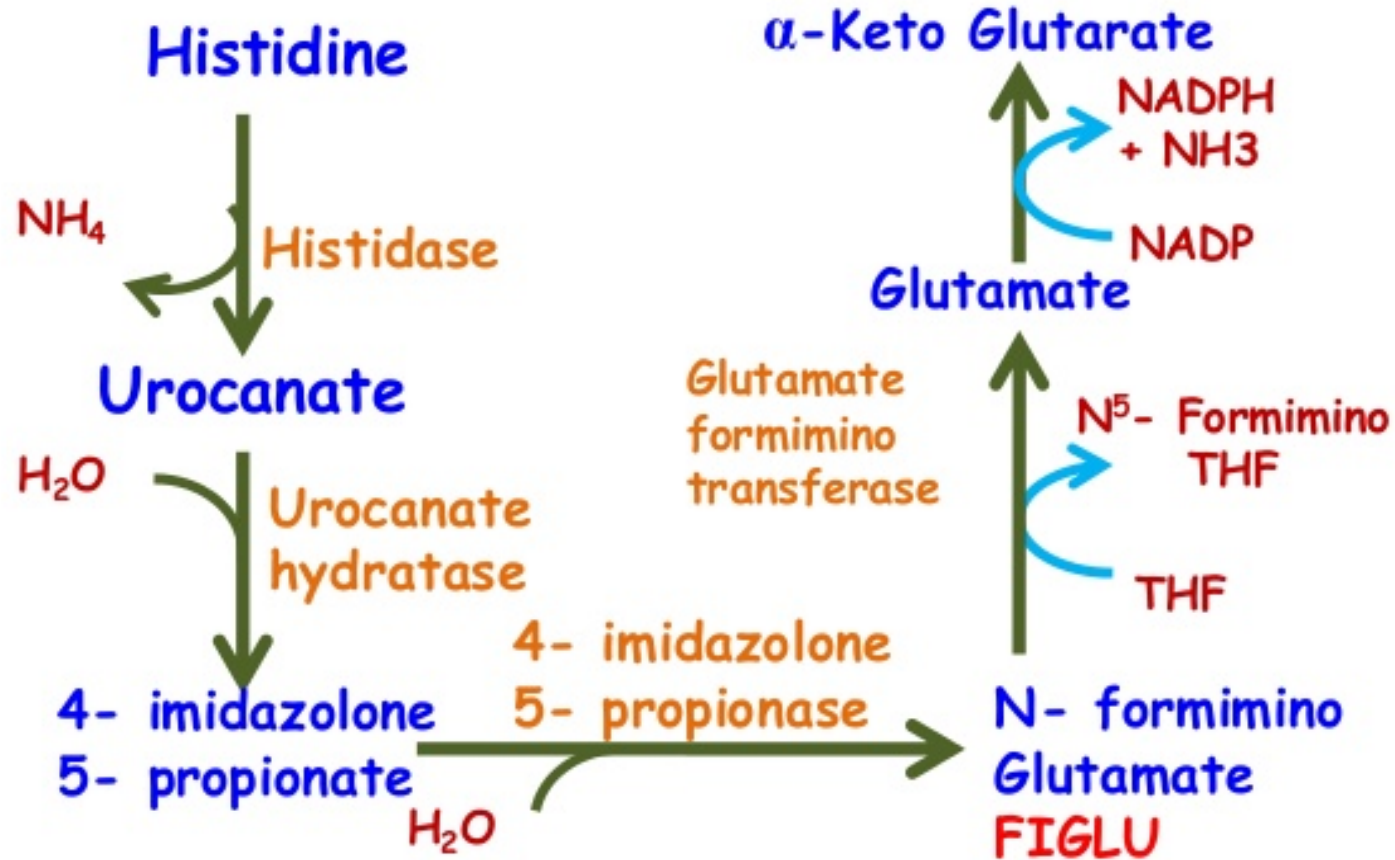 Histidine
NH₄
Histidase
Urocanate
H₂O
Urocanate
hydratase
4- imidazolone
5- propionate
H₂O
4- imidazolone
5- propionase
N- formimino
Glutamate
FIGLU
Glutamate
formimino
transferase
THF
N⁵- Formimino
THF
Glutamate
NADP
NADPH
+ NH3
α-Keto Glutarate